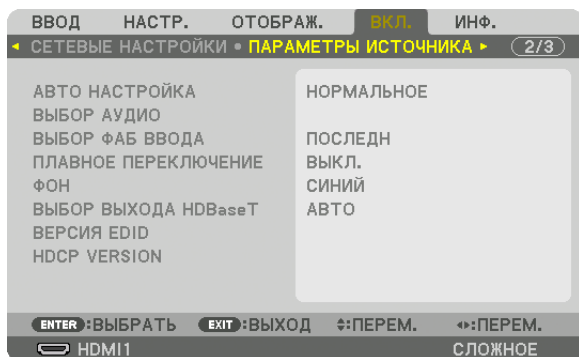 ВВОД НАСТР. ОТОБРАЖ. ВКЛ. ИНФ.
СЕТЕВЫЕ НАСТРОЙКИ • ПАРАМЕТРЫ ИСТОЧНИКА 2/3
АВТО НАСТРОЙКА НОРМАЛЬНОЕ
ВЫБОР АУДИО
ВЫБОР ФАБ ВВОДА ПОСЛЕДН
ПЛАВНОЕ ПЕРЕКЛЮЧЕНИЕ ВЫКЛ.
ФОН СИНИЙ
ВЫБОР ВЫХОДА HDBaseT АВТО
ВЕРСИЯ EDID
HDCP VERSION
ENTER :ВЫБРАТЬ EXIT :ВЫХОД :ПЕРЕМ. :ПЕРЕМ.
HDMI1 СЛОЖНОЕ